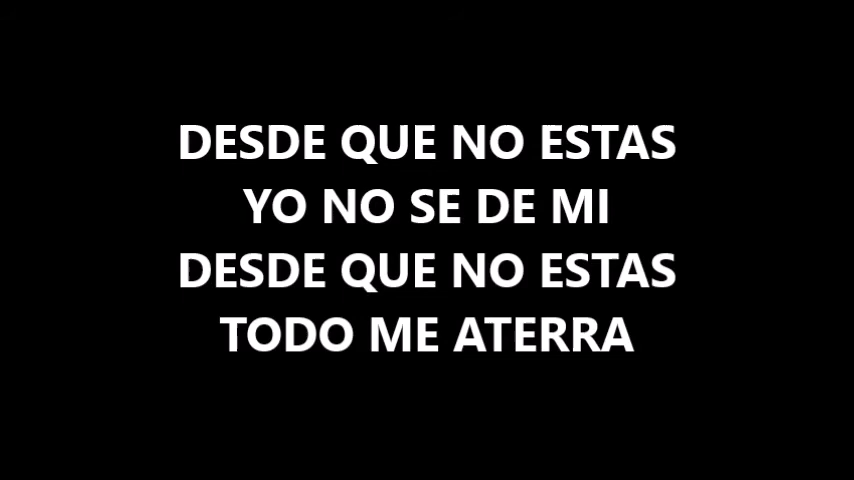 DESDE QUE NO ESTAS
YO NO SE DE MI
DESDE QUE NO ESTAS
TODO ME ATERRA